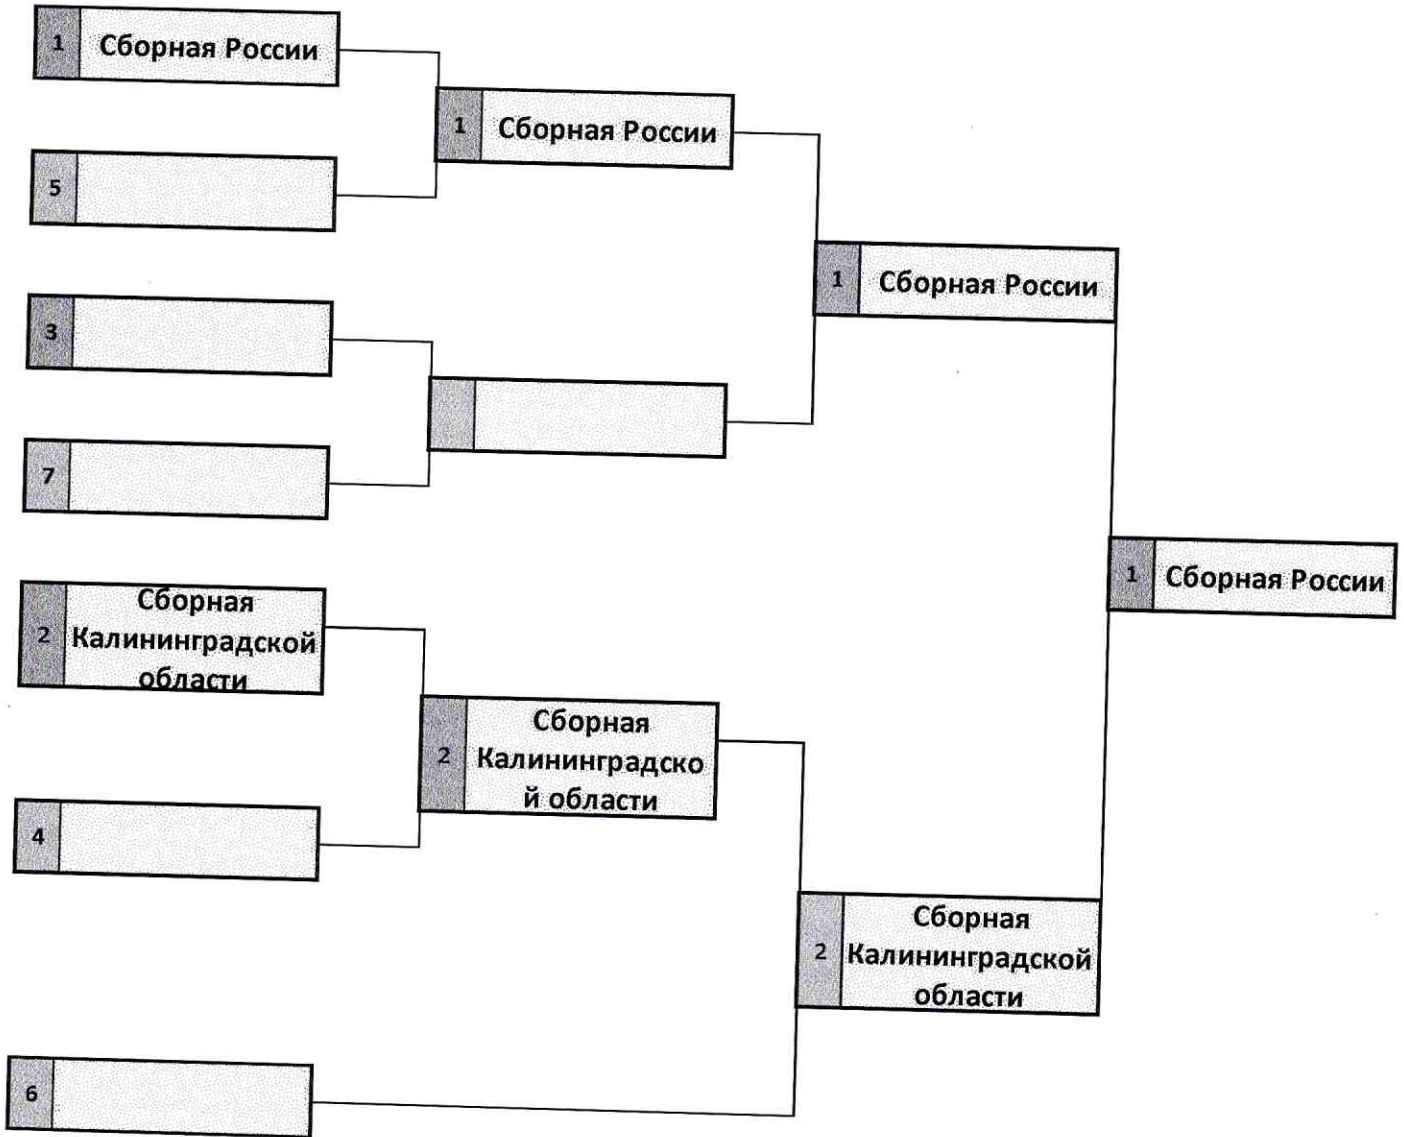 1 Сборная России
5
3
7
2 Сборная
Калининградской
области
4
6
1 Сборная России
2 Сборная
Калининградско
й области
1 Сборная России
2 Сборная
Калининградской
области
1 Сборная России